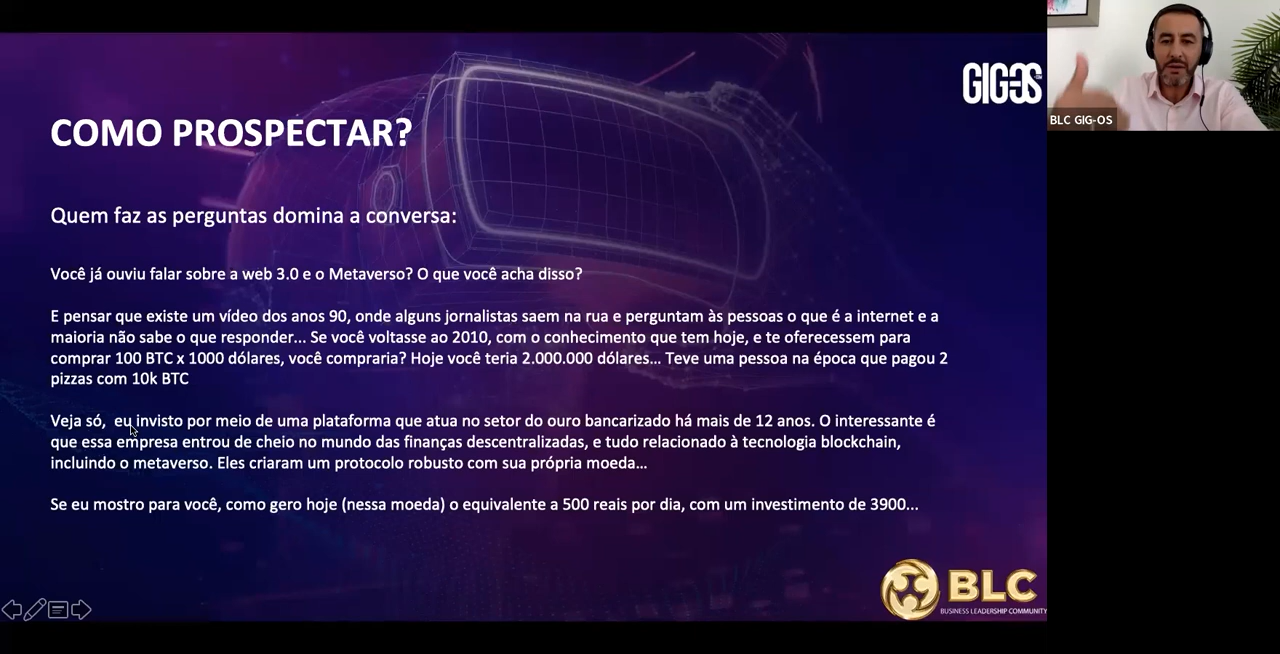 GIG-OS
BLC GIG-OS
COMO PROSPECTAR?
Quem faz as perguntas domina a conversa:
Você já ouviu falar sobre a web 3.0 e o Metaverso? O que você acha disso?
E pensar que existe um vídeo dos anos 90, onde alguns jornalistas saem na rua e perguntam às pessoas o que é a internet e a
maioria não sabe o que responder... Se você voltasse ao 2010, com o conhecimento que tem hoje, e te oferecessem para
comprar 100 BTC x 1000 dólares, você compraria? Hoje você teria 2.000.000 dólares... Teve uma pessoa na época que pagou 2
pizzas com 10k BTC
Veja só, eu invisto por meio de uma plataforma que atua no setor do ouro bancarizado há mais de 12 anos. O interessante é
que essa empresa entrou de cheio no mundo das finanças descentralizadas, e tudo relacionado à tecnologia blockchain,
incluindo o metaverso. Eles criaram um protocolo robusto com sua própria moeda...
Se eu mostro para você, como gero hoje (nessa moeda) o equivalente a 500 reais por dia, com um investimento de 3900...
BLC
BUSINESS LEADERSHIP COMMUNITY